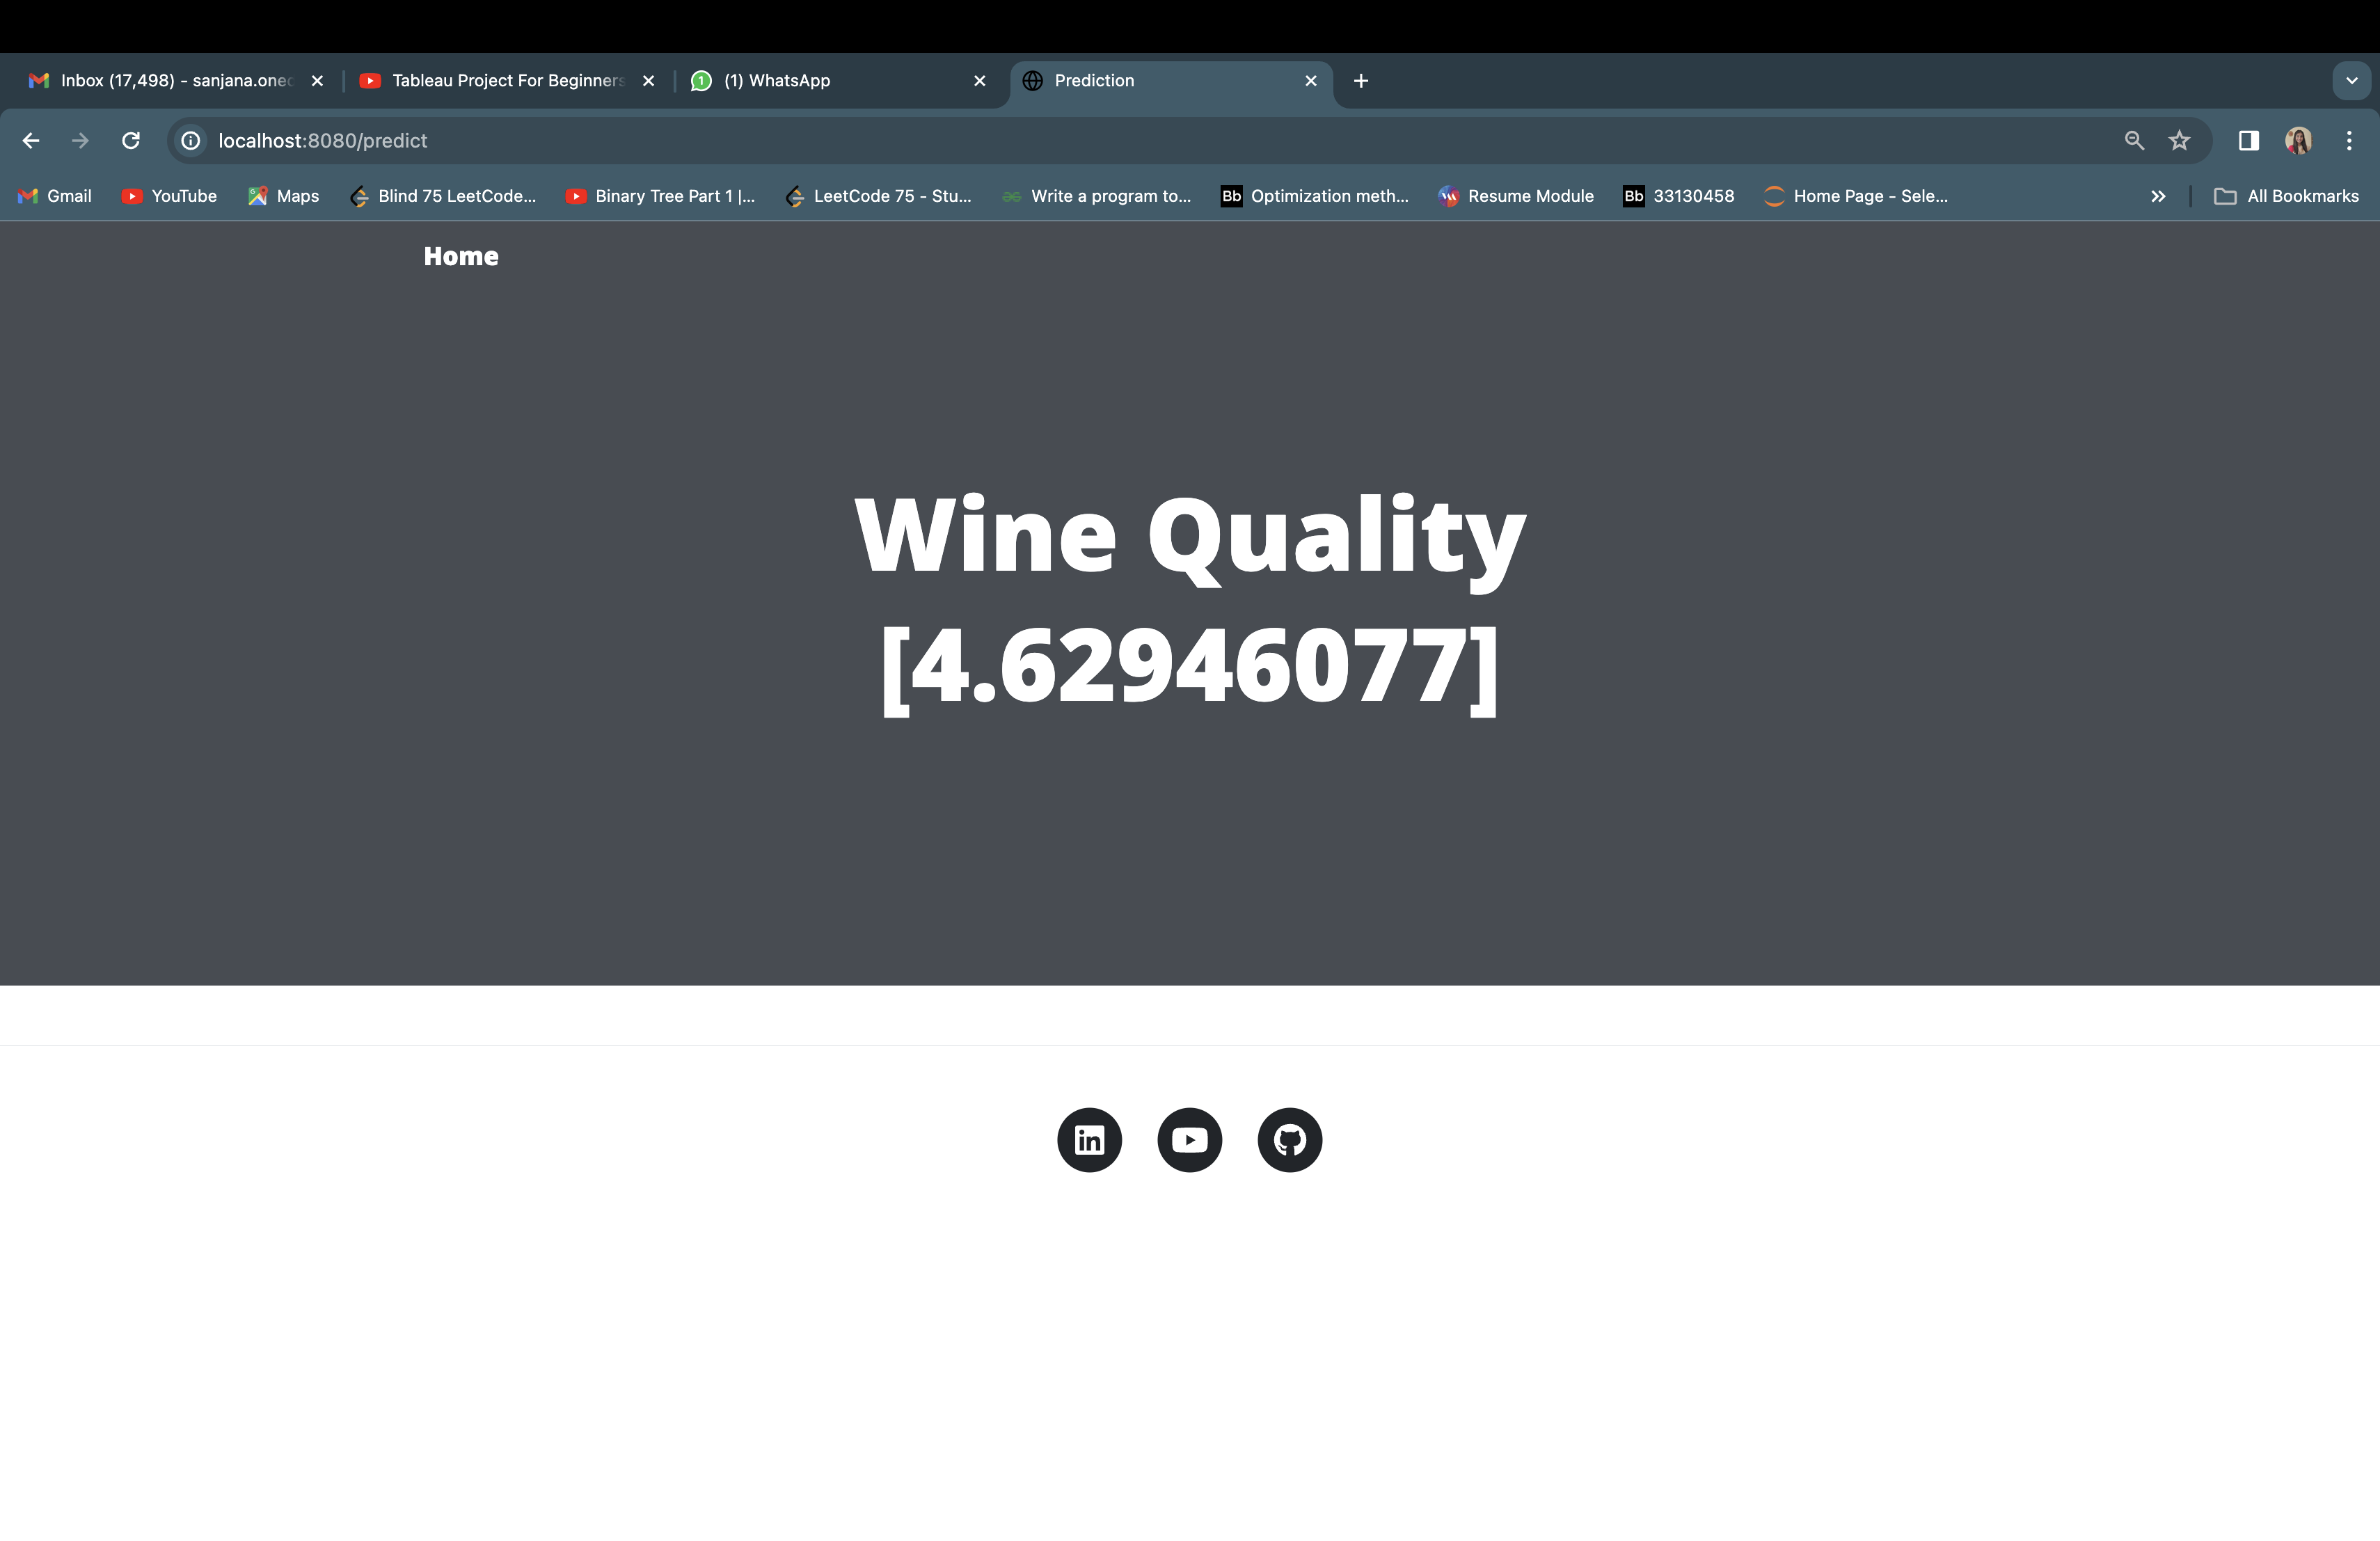 Inbox (17,498) - sanjana.onec
Tableau Project For Beginners
1
(1) WhatsApp
Prediction
localhost:8080/predict
Gmail
YouTube
Maps
Blind 75 LeetCode...
Binary Tree Part 1 |...
LeetCode 75 - Stu...
Write a program to...
Bb
Optimization meth...
Resume Module
Bb
33130458
Home Page - Sele...
All Bookmarks
Home
Wine Quality
[4.62946077]
in